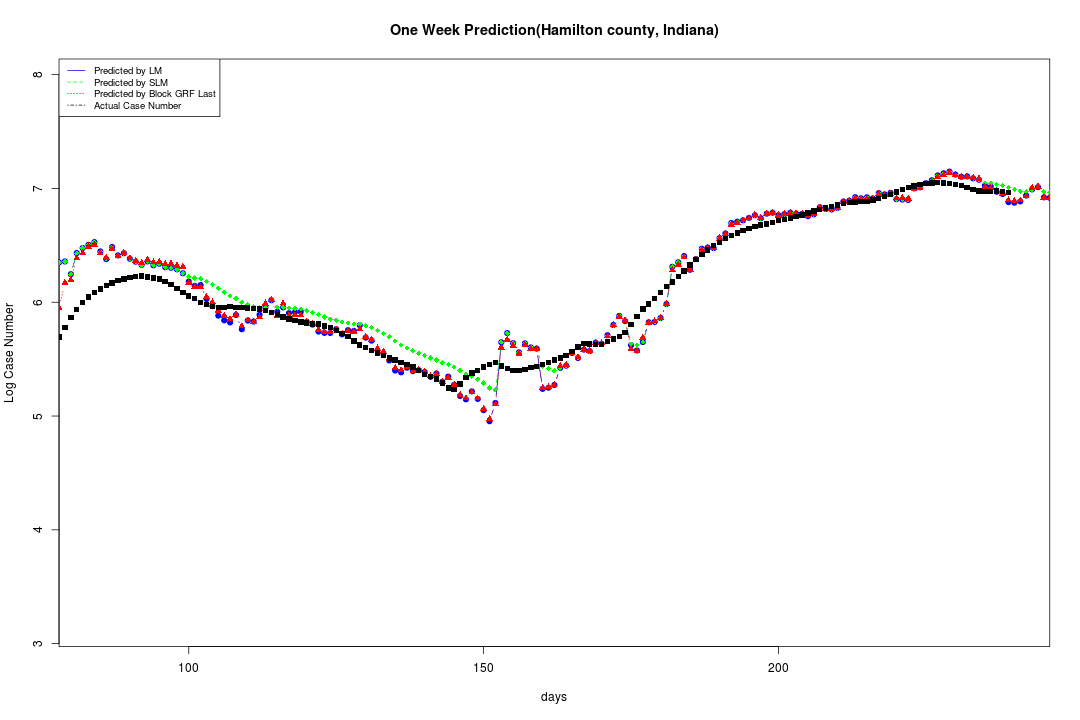 One Week Prediction(Hamilton county, Indiana)
Predicted by LM
Predicted by SLM
Predicted by Block GRF Last
Actual Case Number
8
7
6
5
4
3
Log Case Number
100 150 200
days